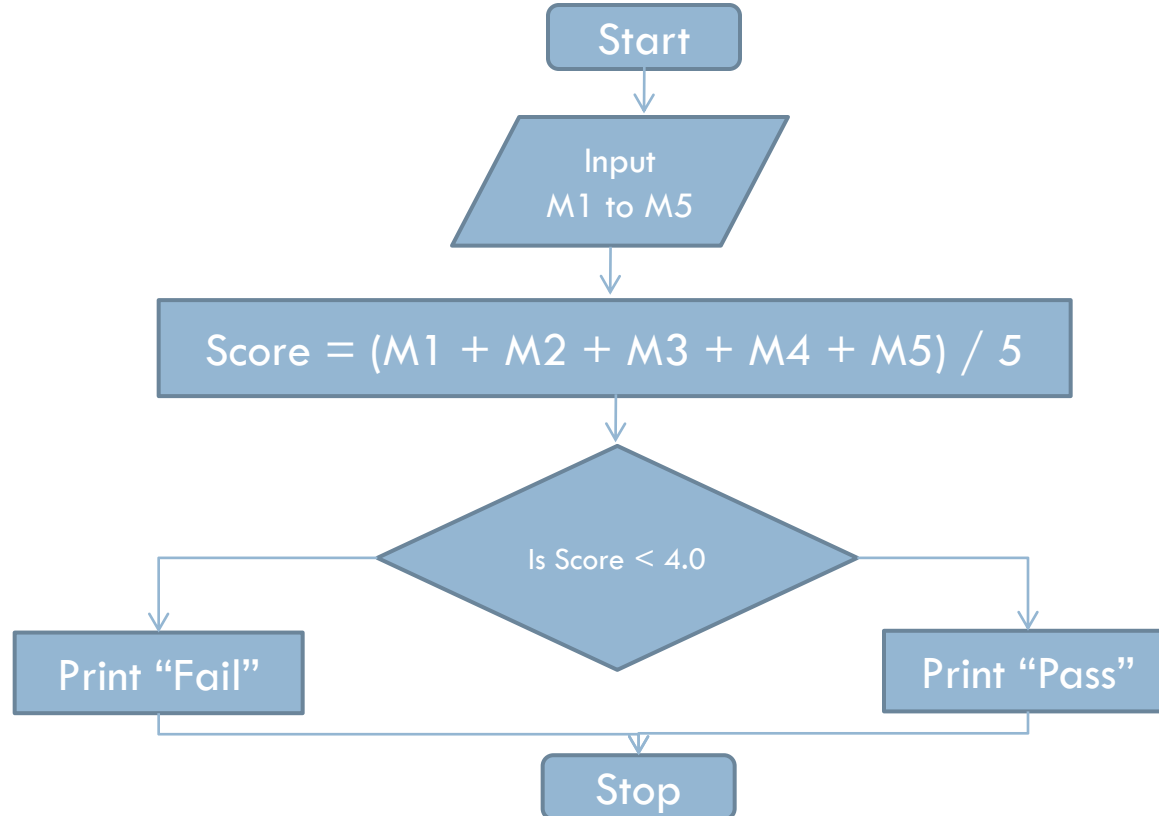 Start
Input
M1 to M5
Score = (M1 + M2 + M3 + M4 + M5) / 5
Is Score < 4.0
Print “Fail”
Print “Pass”
Stop